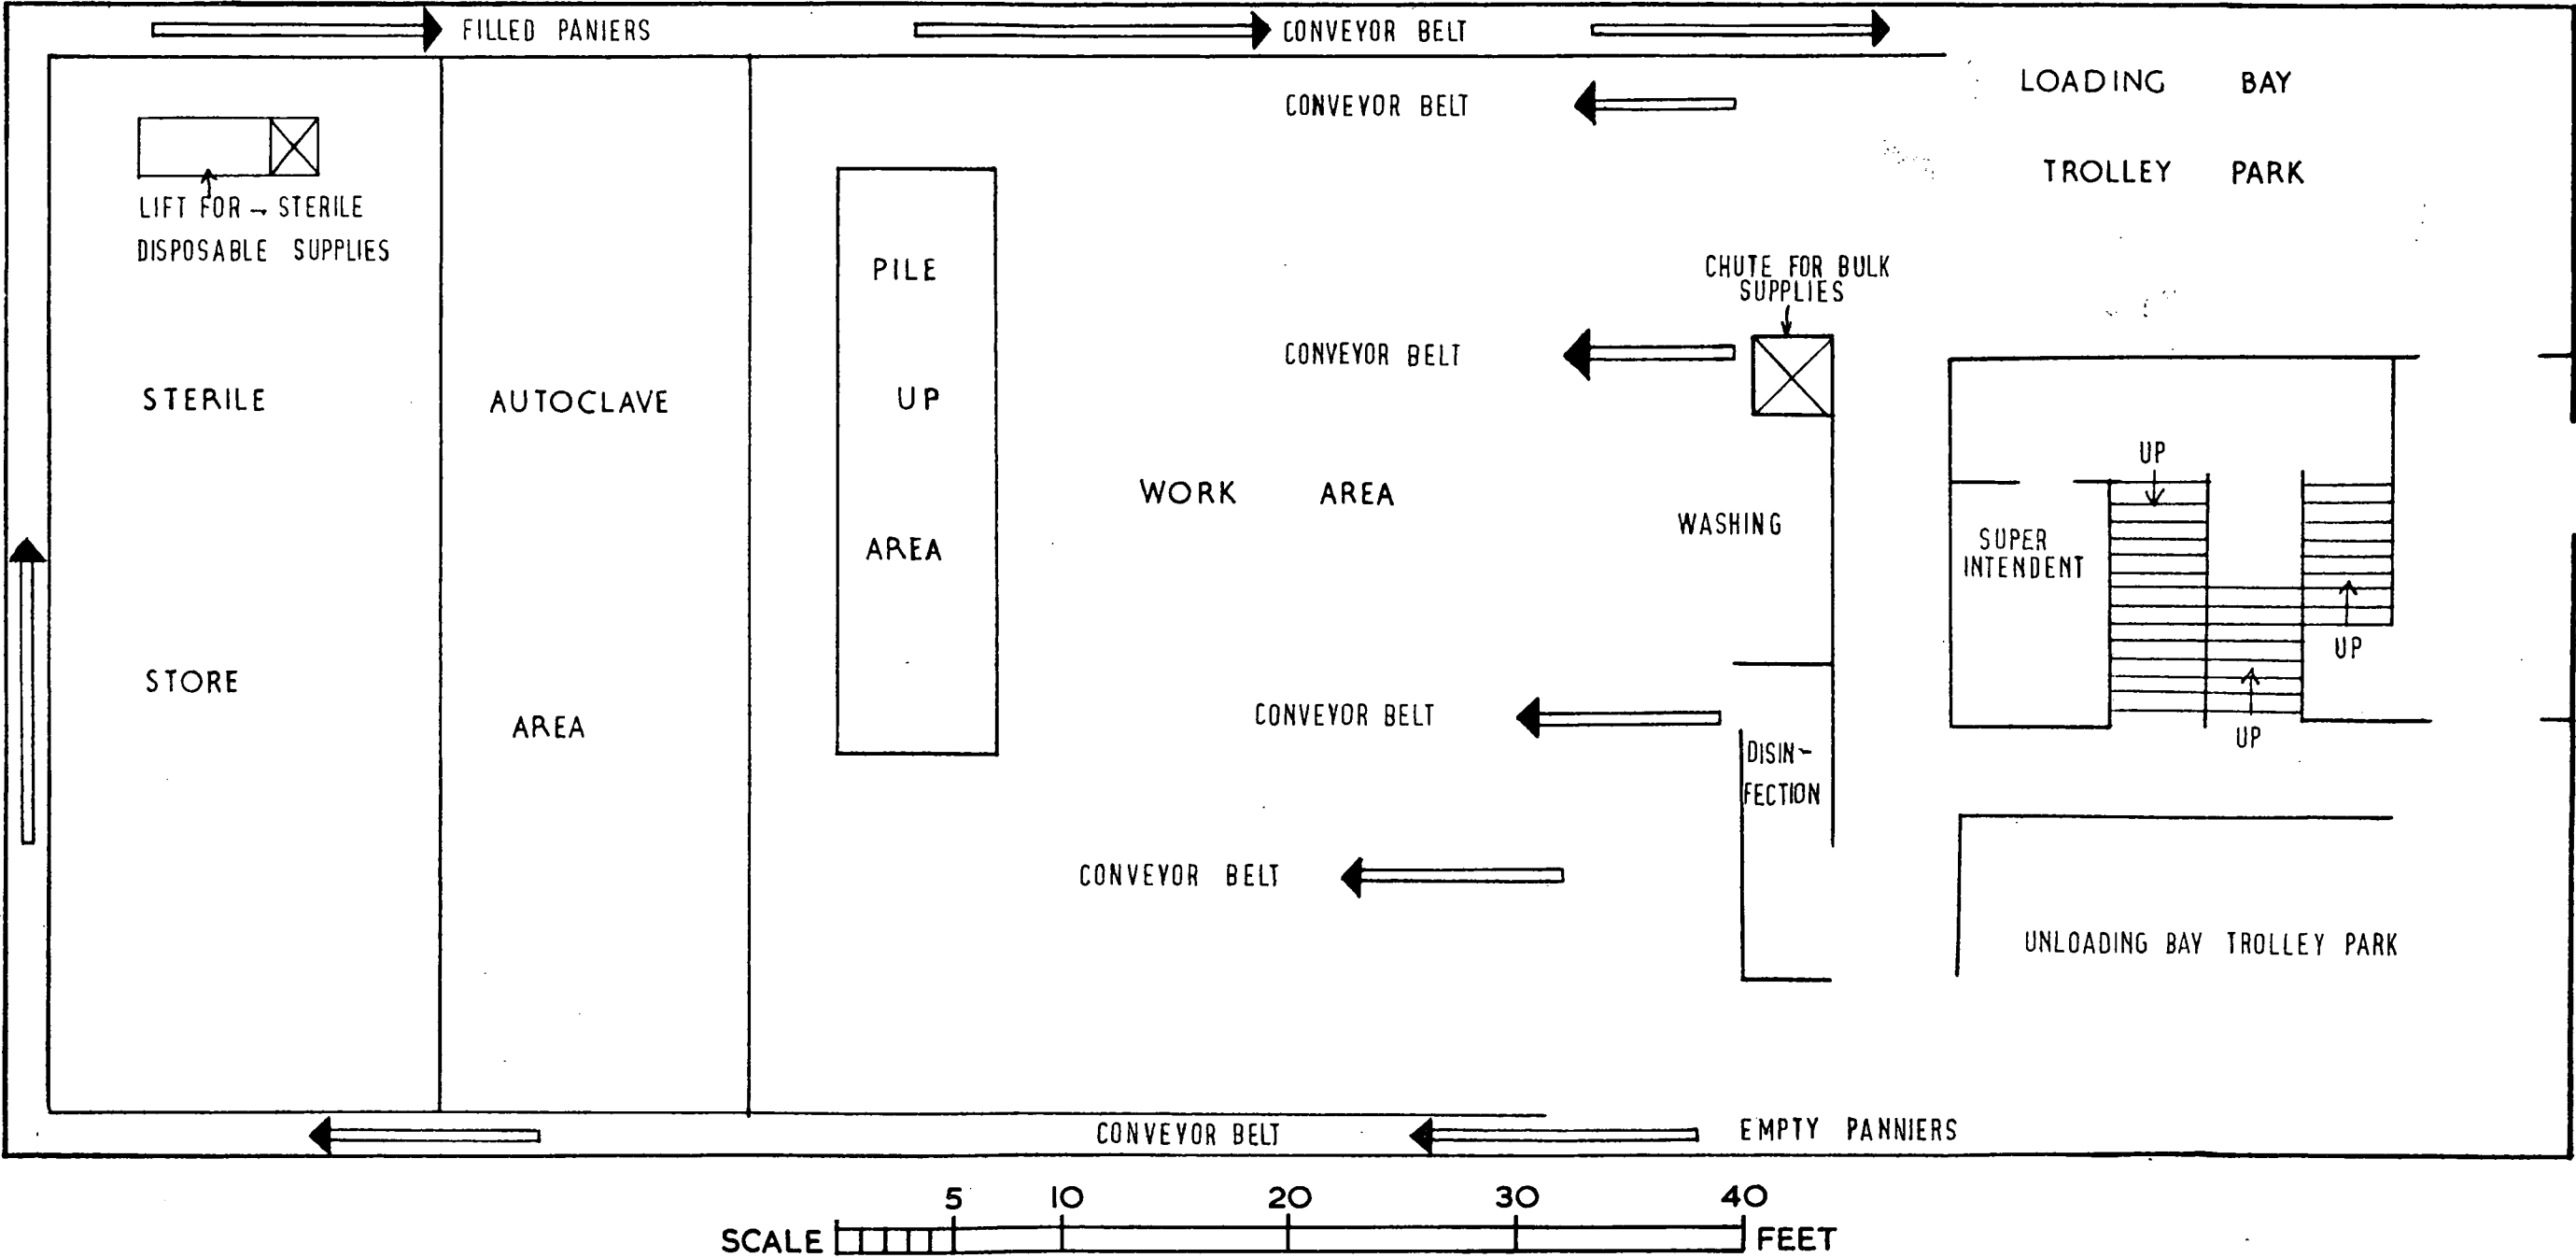 FILLED PANIERS
CONVEYOR BELT
LOADING BAY
TROLLEY PARK
CONVEYOR BELT
LIFT FOR → STERILE
DISPOSABLE SUPPLIES
PILE
UP
AREA
CHUTE FOR BULK
SUPPLIES
CONVEYOR BELT
STERILE
STORE
AUTOCLAVE
AREA
WORK AREA
WASHING
UP
SUPER
INTENDENT
UP
UP
CONVEYOR BELT
DISIN-
FECTION
CONVEYOR BELT
UNLOADING BAY TROLLEY PARK
CONVEYOR BELT
EMPTY PANNIERS
5 10 20 30 40
SCALE FEET